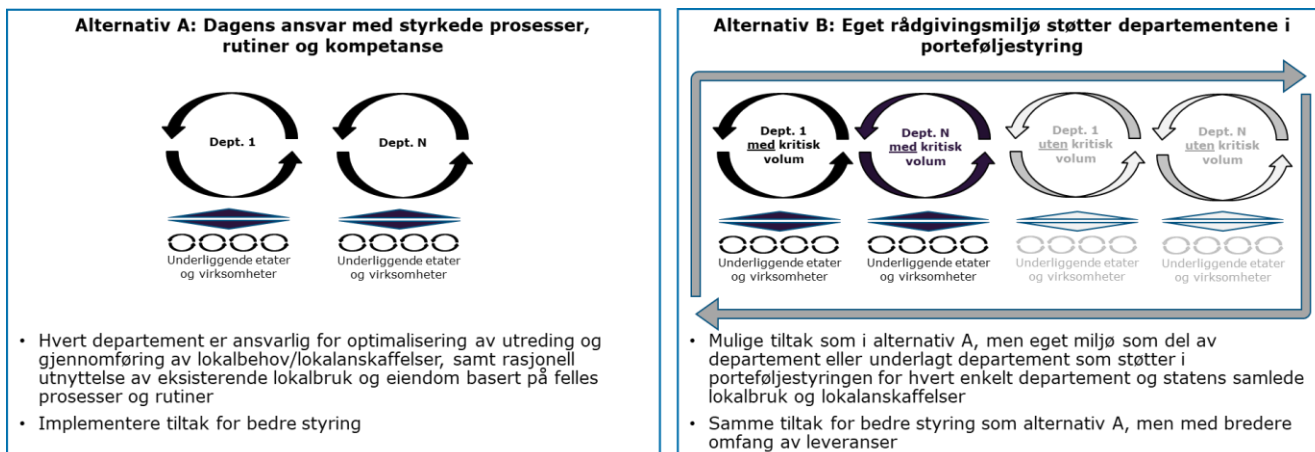 Alternativ A: Dagens ansvar med styrkede prosesser,
rutiner og kompetanse
Dept. 1
Dept. N
Underliggende etater
og virksomheter
Underliggende etater
og virksomheter
• Hvert departement er ansvarlig for optimalisering av utreding og
gjennomføring av lokalbehov/lokalanskaffelser, samt rasjonell
utnyttelse av eksisterende lokalbruk og eiendom basert på felles
prosesser og rutiner
• Implementere tiltak for bedre styring
Alternativ B: Eget rådgivingsmiljø støtter departementene i
porteføljestyring
Dept. 1
med kritisk
volum
Dept. N
med kritisk
volum
Dept. 1
uten kritisk
volum
Dept. N
uten kritisk
volum
Underliggende etater
og virksomheter
Underliggende etater
og virksomheter
Underliggende etater
og virksomheter
Underliggende etater
og virksomheter
• Mulige tiltak som i alternativ A, men eget miljø som del av
departement eller underlagt departement som støtter i
porteføljestyringen for hvert enkelt departement og statens samlede
lokalbruk og lokalanskaffelser
• Samme tiltak for bedre styring som alternativ A, men med bredere
omfang av leveranser